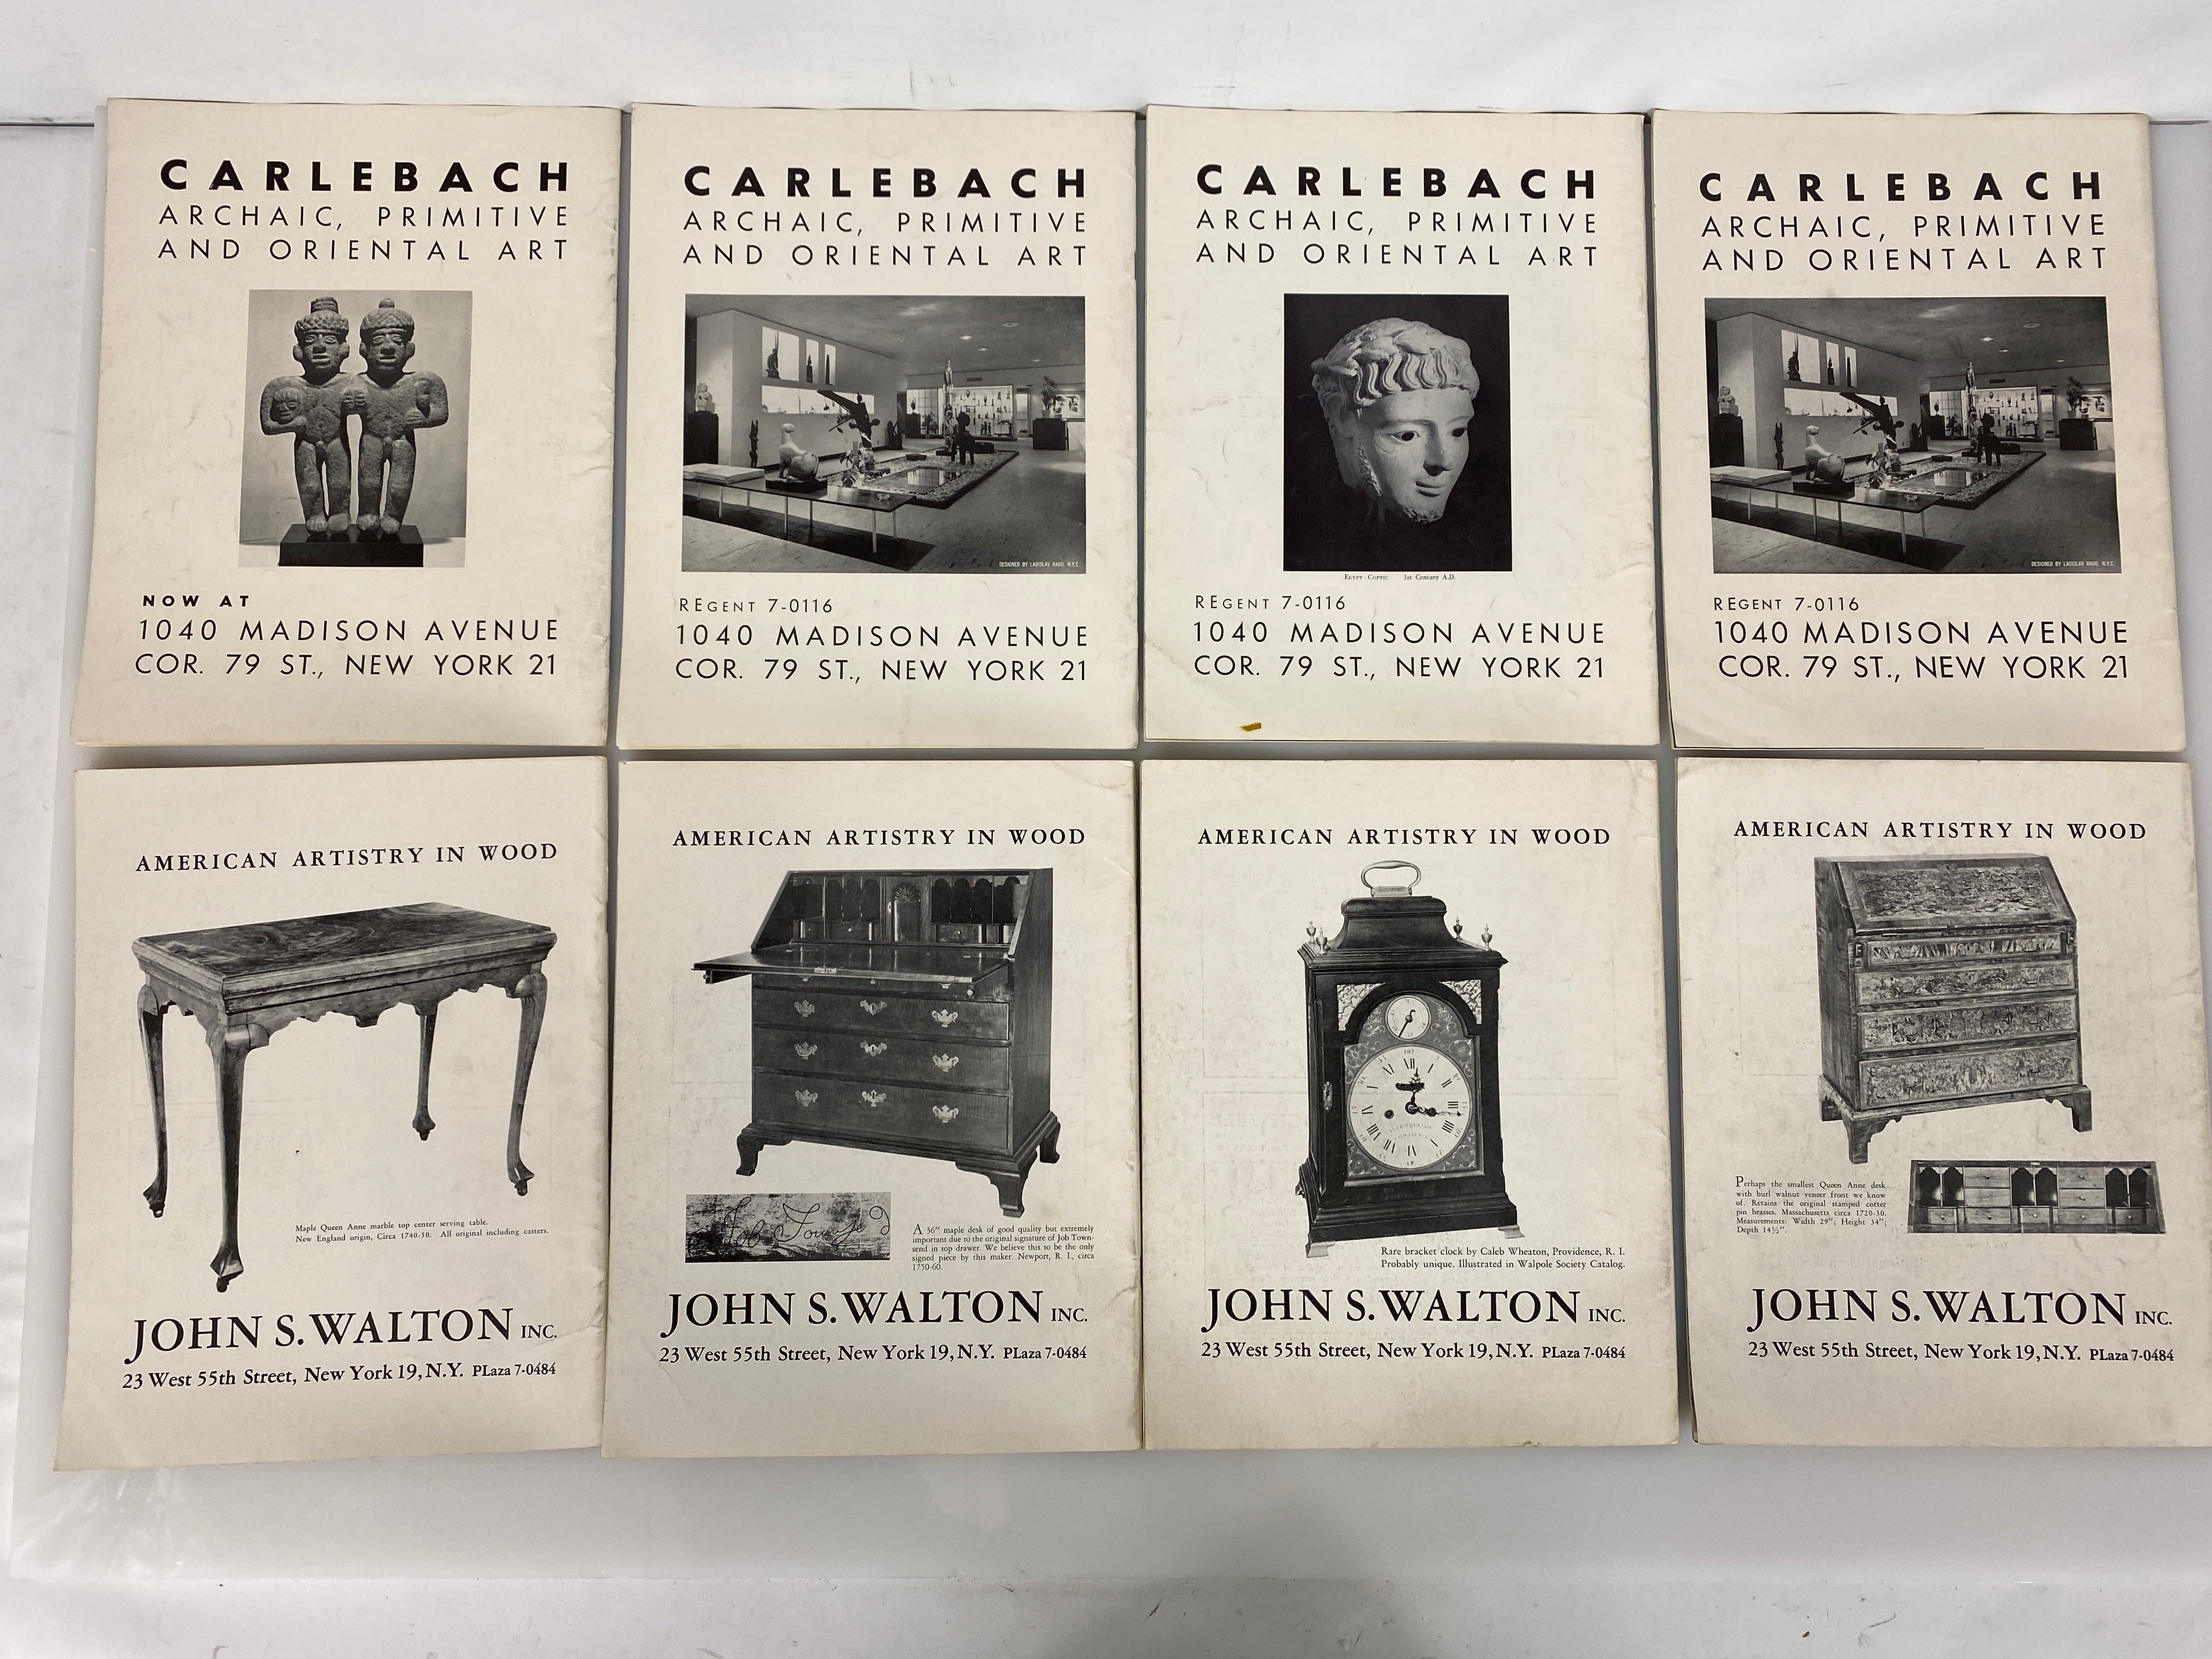 CARLEBACH
ARCHAIC, PRIMITIVE
AND ORIENTAL ART
NOW AT
1040 MADISON AVENUE
COR. 79 ST., NEW YORK 21
CARLEBACH
ARCHAIC, PRIMITIVE
AND ORIENTAL ART
DESIGNED BY LADISLAV RADO, N.Y.C.
REGENT 7-0116
1040 MADISON AVENUE
COR. 79 ST., NEW YORK 21
CARLEBACH
ARCHAIC, PRIMITIVE
AND ORIENTAL ART
EGYPT-COPTIC 1st Century A.D.
REGENT 7-0116
1040 MADISON AVENUE
COR. 79 ST., NEW YORK 21
CARLEBACH
ARCHAIC, PRIMITIVE
AND ORIENTAL ART
DESIGNED BY LADISLAV RADO, N.Y.C.
REGENT 7-0116
1040 MADISON AVENUE
COR. 79 ST., NEW YORK 21
AMERICAN ARTISTRY IN WOOD
Maple Queen Anne marble top center serving table.
New England origin, Circa 1740-50. All original including casters.
JOHN S. WALTON INC.
23 West 55th Street, New York 19, N.Y. PLaza 7-0484
AMERICAN ARTISTRY IN WOOD
Job
A 36" maple desk of good quality but extremely
important due to the original signature of Job Town-
send in top drawer. We believe this to be the only
signed piece by this maker. Newport, R. I., circa
1750-60.
JOHN S. WALTON INC.
23 West 55th Street, New York 19, N.Y. PLaza 7-0484
AMERICAN ARTISTRY IN WOOD
Rare bracket clock by Caleb Wheaton, Providence, R. I.
Probably unique. Illustrated in Walpole Society Catalog.
JOHN S. WALTON INC.
23 West 55th Street, New York 19, N.Y. PLaza 7-0484
AMERICAN ARTISTRY IN WOOD
Perhaps the smallest Queen Anne desk
with burl walnut veneer front we know
of. Retains the original stamped cotter
pin brasses. Massachusetts circa 1720-30.
Measurements: Width 29"; Height 34";
Depth 14½".
JOHN S. WALTON INC.
23 West 55th Street, New York 19, N.Y. PLaza 7-0484